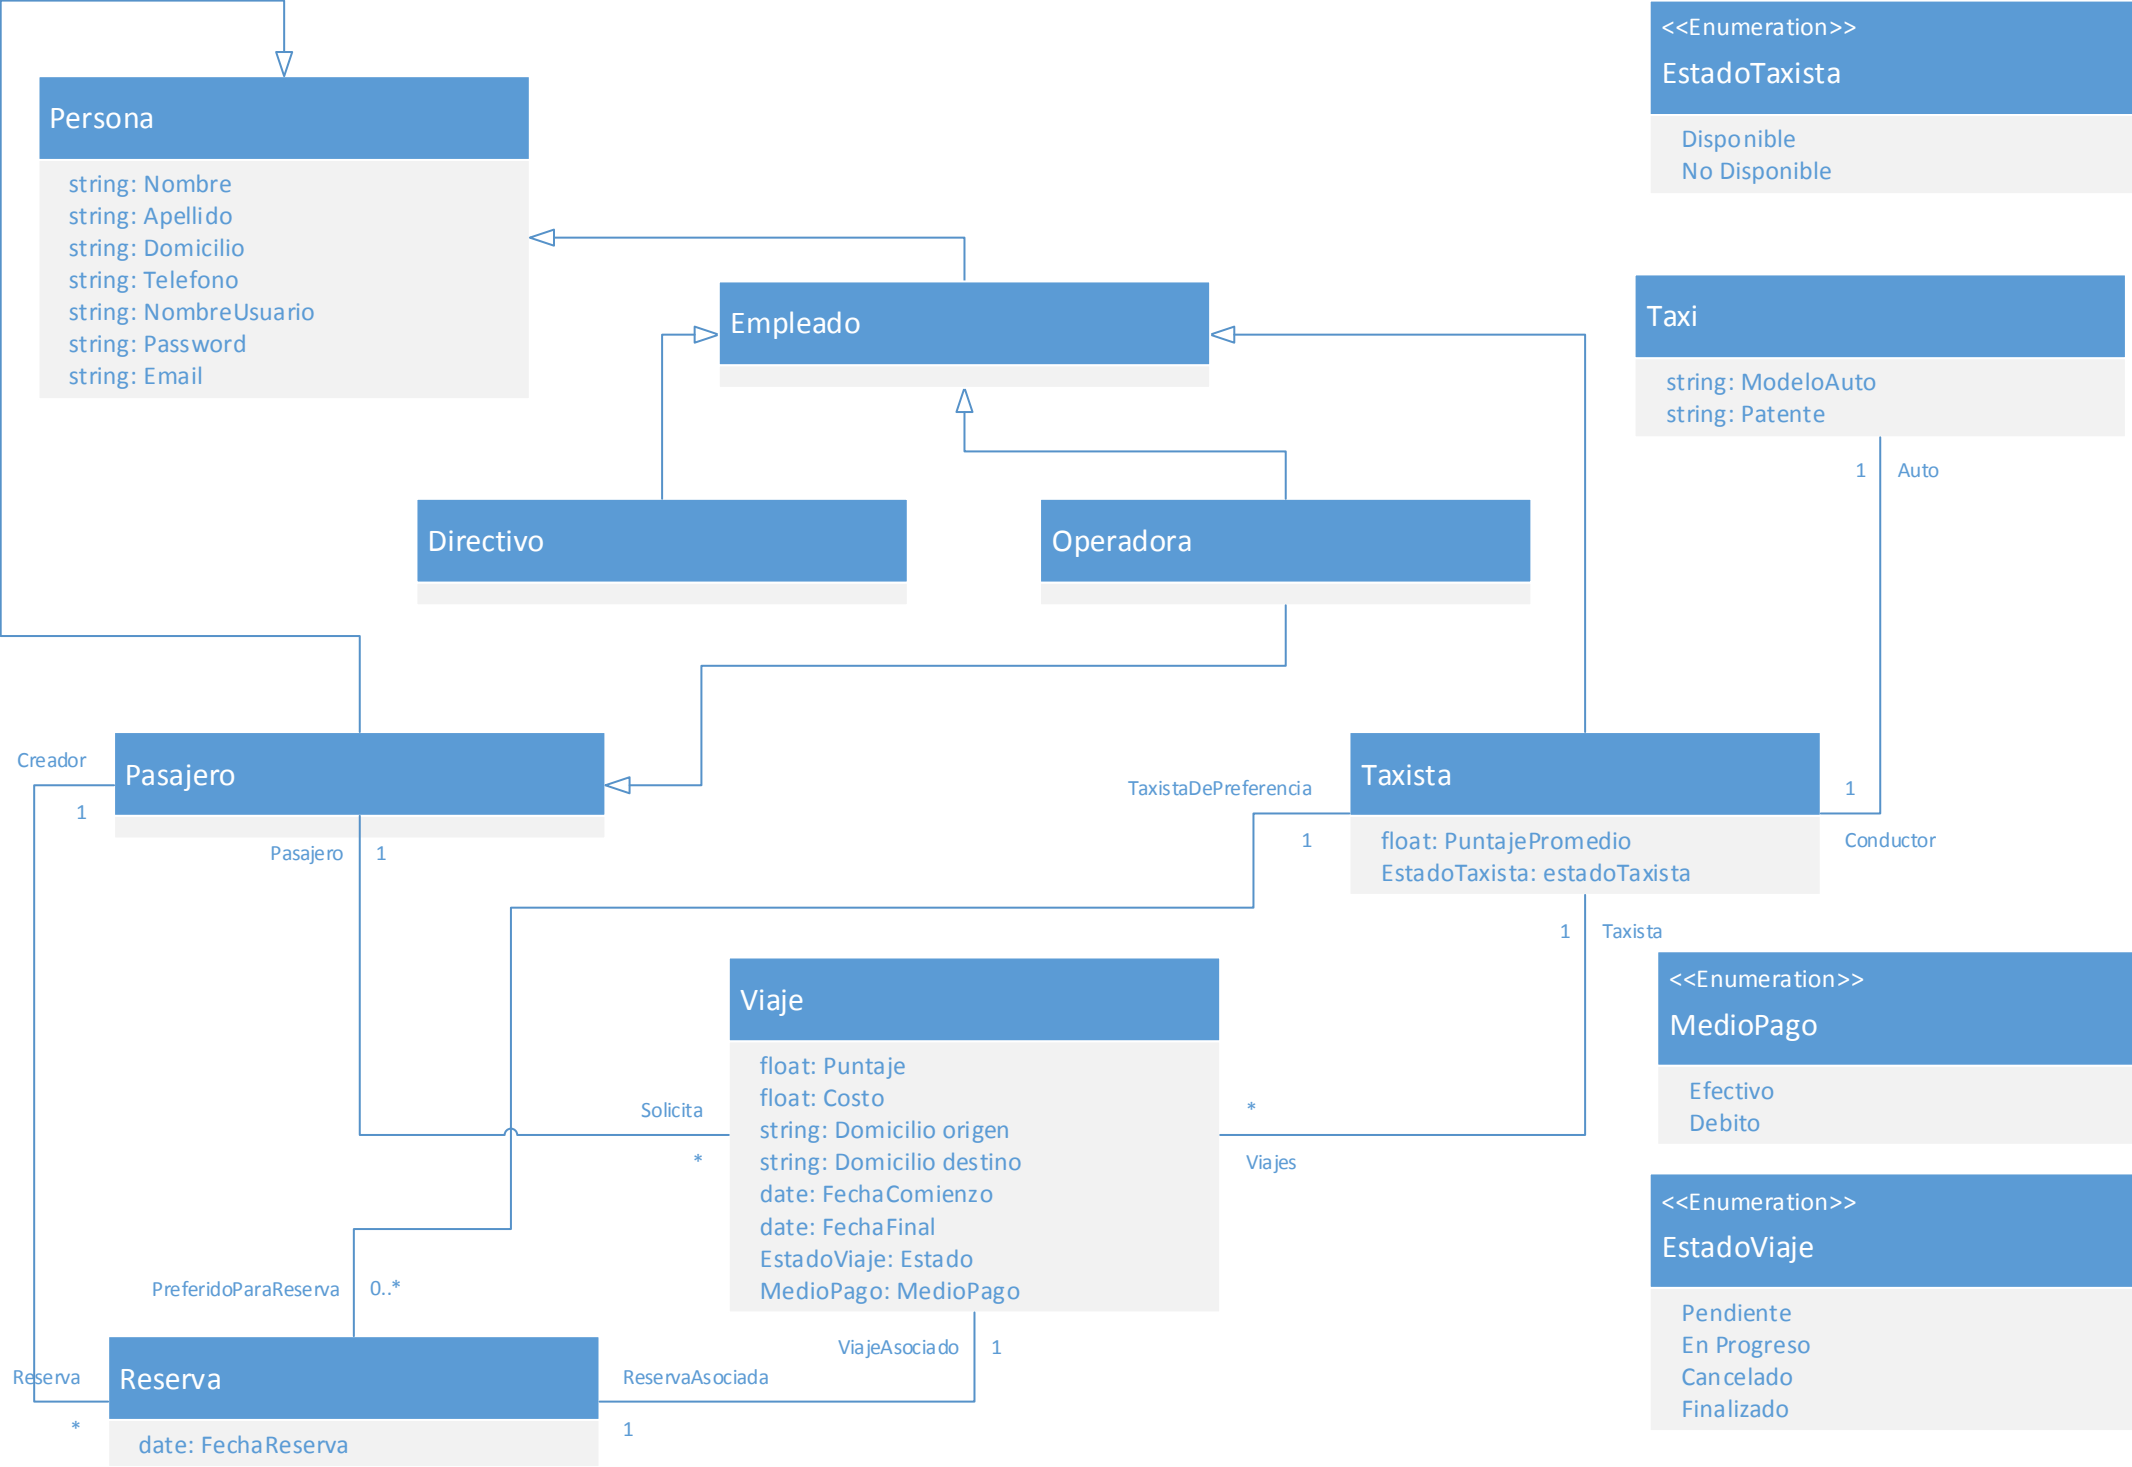 Persona
string: Nombre
string: Apellido
string: Domicilio
string: Telefono
string: NombreUsuario
string: Password
string: Email
<<Enumeration>>
EstadoTaxista
Disponible
No Disponible
Empleado
Taxi
string: ModeloAuto
string: Patente
1
Auto
Directivo
Operadora
Creador
1
Pasajero
Pasajero
1
TaxistaDePreferencia
1
Taxista
float: PuntajePromedio
EstadoTaxista: estadoTaxista
1
Conductor
1
Taxista
Viaje
float: Puntaje
float: Costo
string: Domicilio origen
string: Domicilio destino
date: FechaComienzo
date: FechaFinal
EstadoViaje: Estado
MedioPago: MedioPago
Solicita
*
*
Viajes
<<Enumeration>>
MedioPago
Efectivo
Debito
<<Enumeration>>
EstadoViaje
Pendiente
En Progreso
Cancelado
Finalizado
PreferidoParaReserva
0..*
ViajeAsociado
1
Reserva
*
Reserva
date: FechaReserva
ReservaAsociada
1